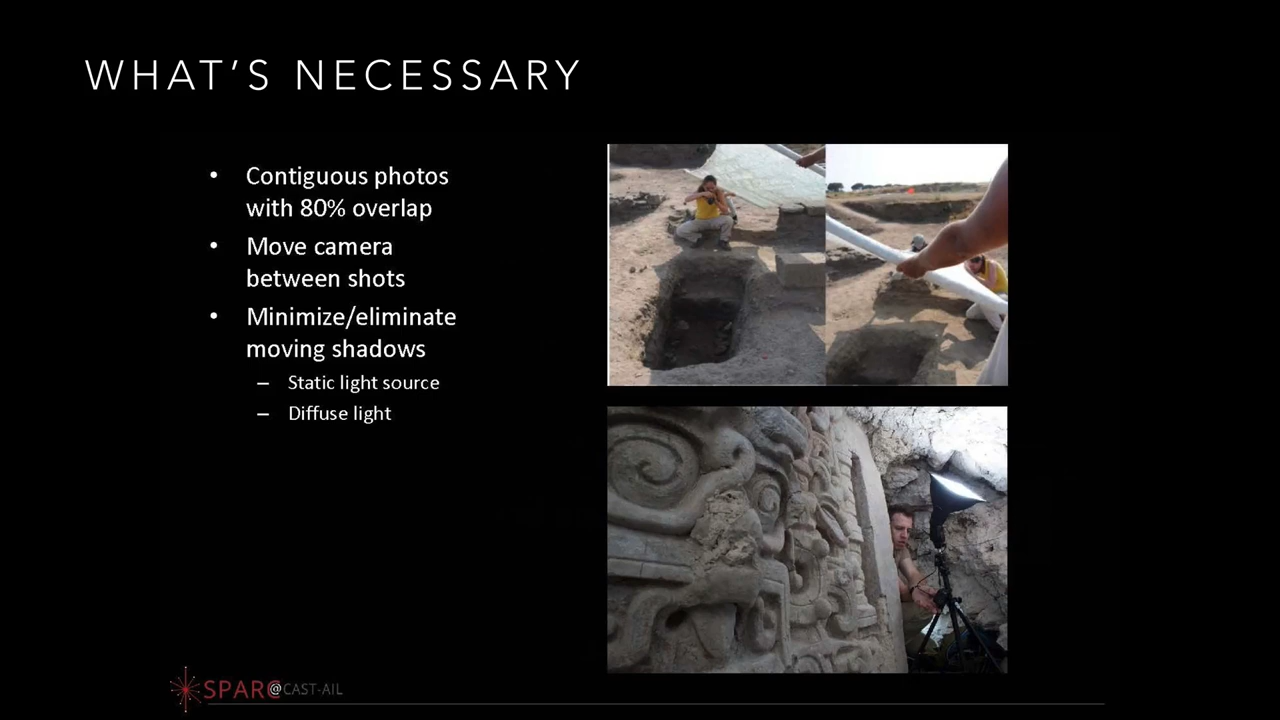 WHAT'S NECESSARY
• Contiguous photos
with 80% overlap
• Move camera
between shots
• Minimize/eliminate
moving shadows
– Static light source
– Diffuse light
SPARC@CAST-AIL